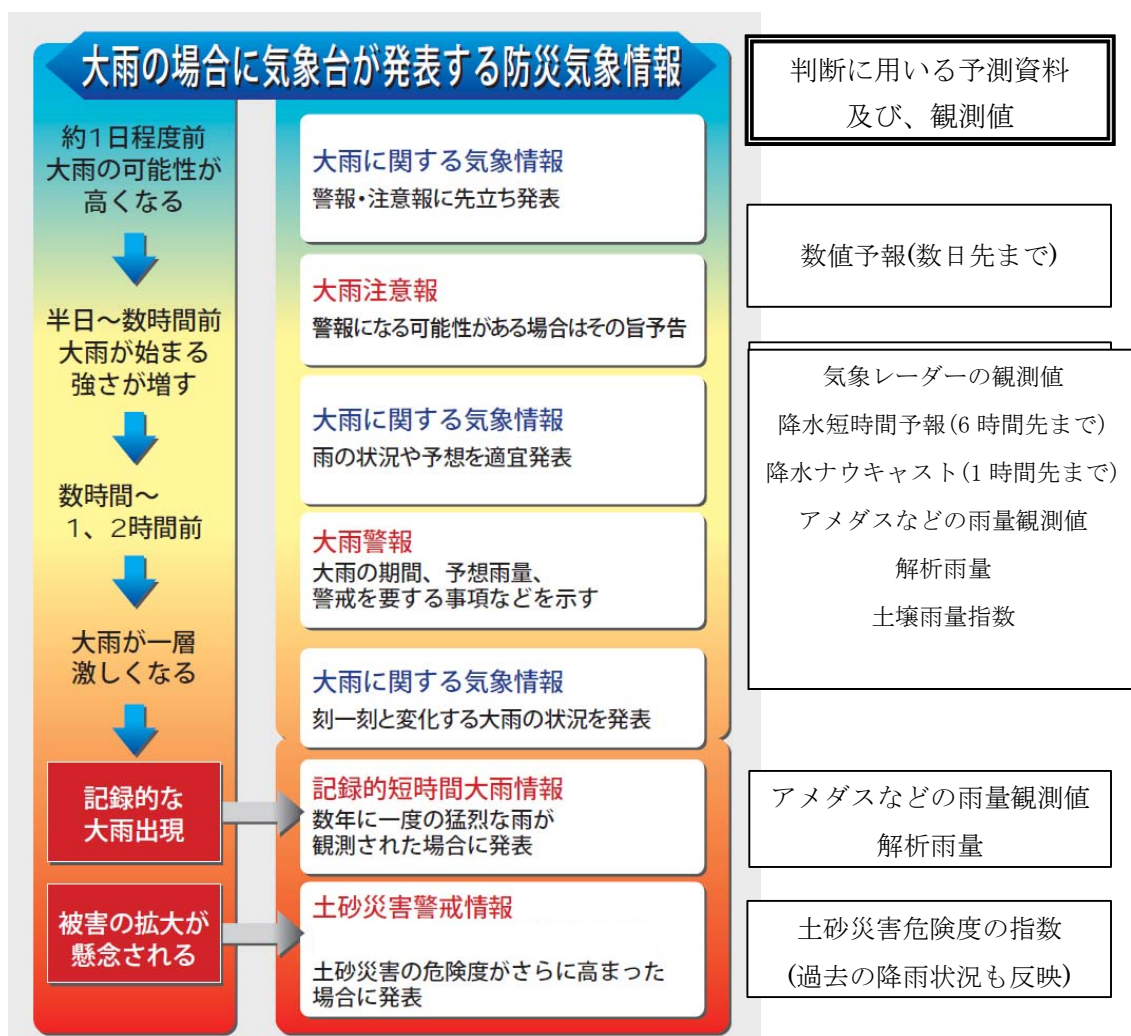 大雨の場合に気象台が発表する防災気象情報
約1日程度前
大雨の可能性が
高くなる
半日～数時間前
大雨が始まる
強さが増す
数時間～
1、2時間前
大雨が一層
激しくなる
記録的な
大雨出現
被害の拡大が
懸念される
大雨に関する気象情報
警報・注意報に先立ち発表
大雨注意報
警報になる可能性がある場合はその旨予告
大雨に関する気象情報
雨の状況や予想を適宜発表
大雨警報
大雨の期間、予想雨量、
警戒を要する事項などを示す
大雨に関する気象情報
刻一刻と変化する大雨の状況を発表
記録的短時間大雨情報
数年に一度の猛烈な雨が
観測された場合に発表
土砂災害警戒情報
土砂災害の危険度がさらに高まった
場合に発表
判断に用いる予測資料
及び、観測値
数値予報(数日先まで)
気象レーダーの観測値
降水短時間予報(6 時間先まで)
降水ナウキャスト(1 時間先まで)
アメダスなどの雨量観測値
解析雨量
土壌雨量指数
アメダスなどの雨量観測値
解析雨量
土砂災害危険度の指数
(過去の降雨状況も反映)